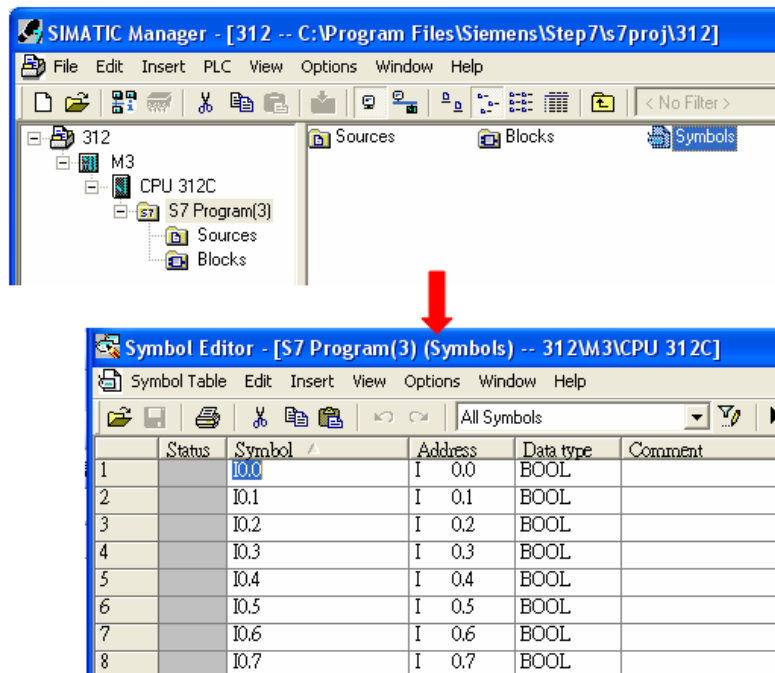 SIMATIC Manager - [312 -- C:\Program Files\Siemens\Step7\s7proj\312]
File Edit Insert PLC View Options Window Help
< No Filter >
312
M3
CPU 312C
S7 Program(3)
Sources
Blocks
Sources Blocks Symbols
Symbol Editor - [S7 Program(3) (Symbols) -- 312\M3\CPU 312C]
Symbol Table Edit Insert View Options Window Help
All Symbols
Status Symbol Address Data type Comment
1 I0.0 I 0.0 BOOL
2 I0.1 I 0.1 BOOL
3 I0.2 I 0.2 BOOL
4 I0.3 I 0.3 BOOL
5 I0.4 I 0.4 BOOL
6 I0.5 I 0.5 BOOL
7 I0.6 I 0.6 BOOL
8 I0.7 I 0.7 BOOL